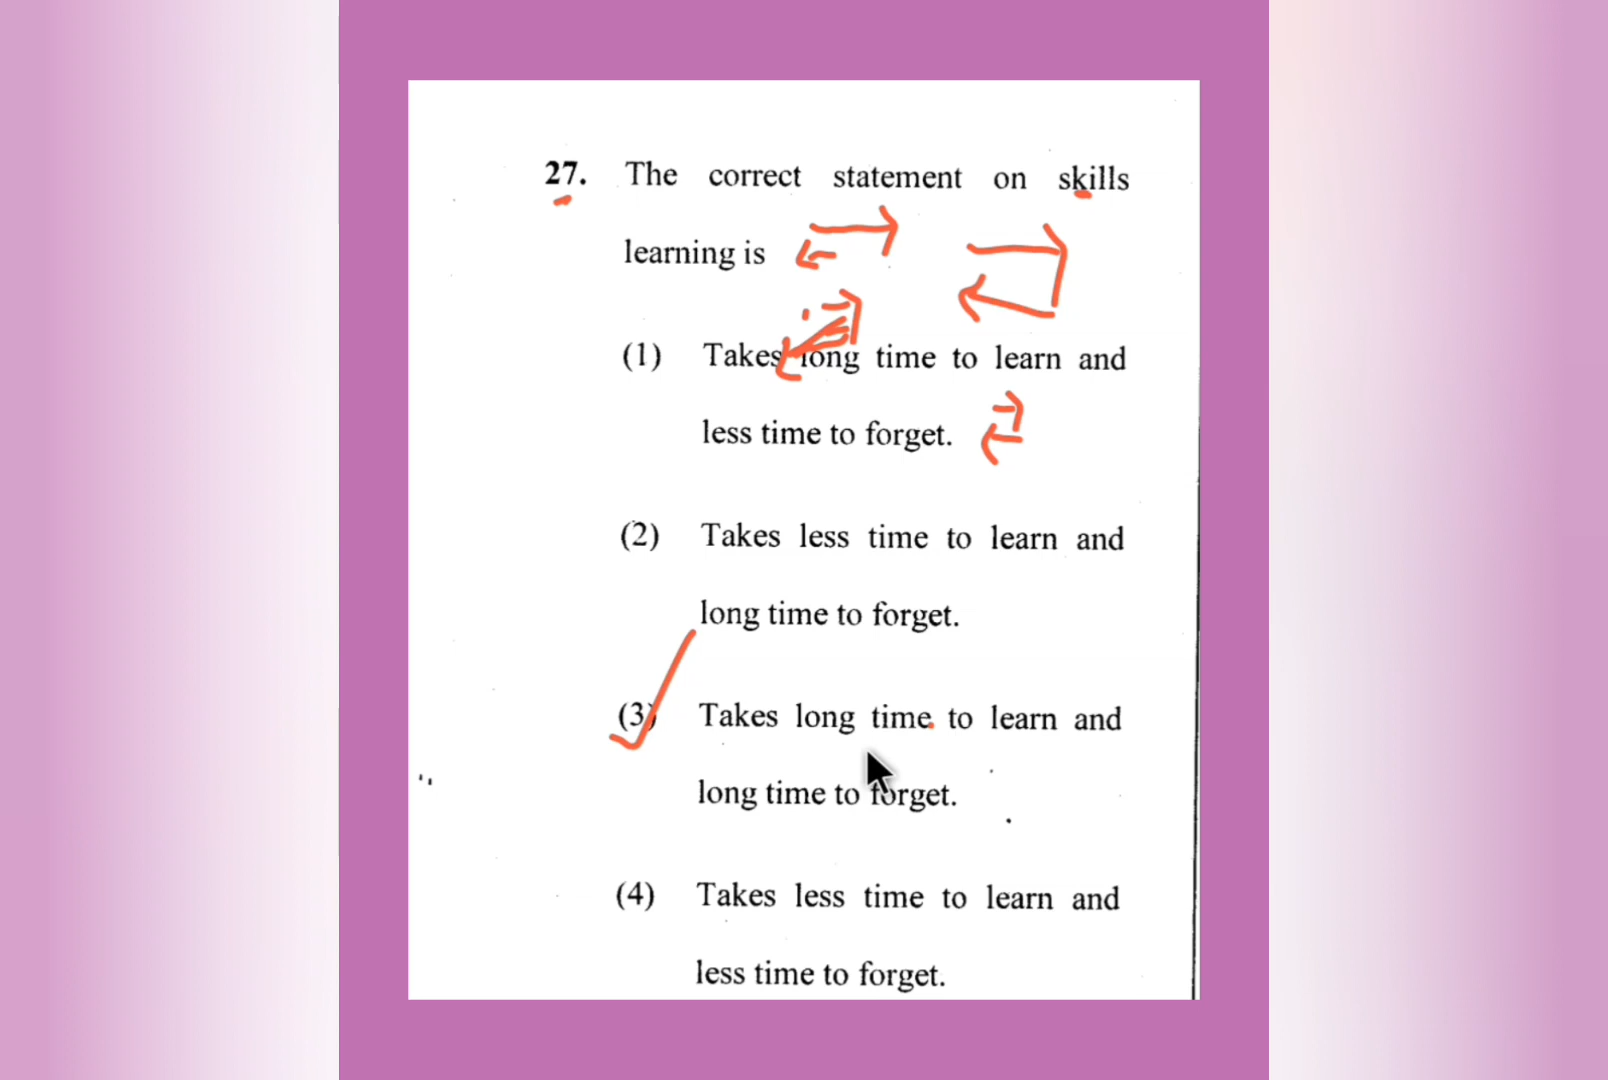 27. The correct statement on skills
learning is
(1) Takes long time to learn and
less time to forget.
(2) Takes less time to learn and
long time to forget.
(3) Takes long time to learn and
long time to forget.
(4) Takes less time to learn and
less time to forget.